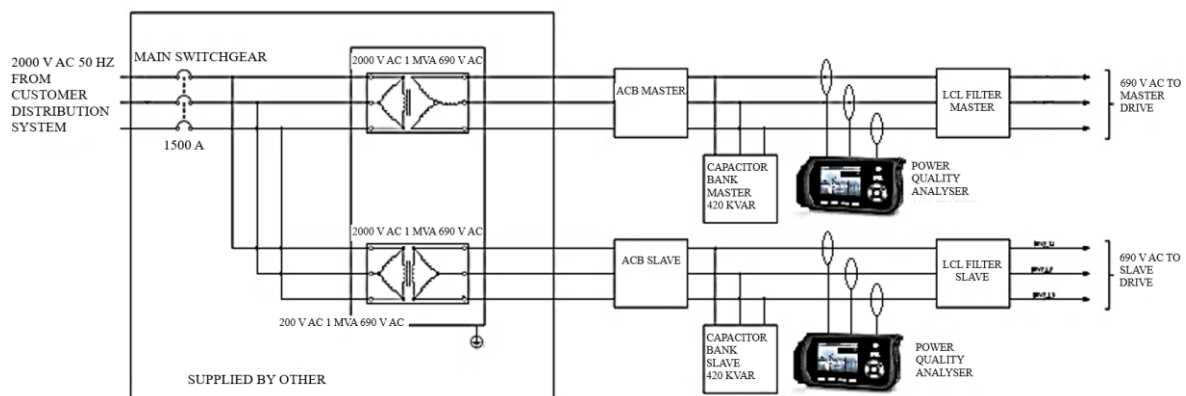 2000 V AC 50 HZ
FROM
CUSTOMER
DISTRIBUTION
SYSTEM
MAIN SWITCHGEAR
1500 A
2000 V AC 1 MVA 690 V AC
ACB MASTER
CAPACITOR
BANK
MASTER
420 KVAR
POWER
QUALITY
ANALYSER
LCL FILTER
MASTER
690 V AC TO
MASTER
DRIVE
2000 V AC 1 MVA 690 V AC
200 V AC 1 MVA 690 V AC
SUPPLIED BY OTHER
ACB SLAVE
CAPACITOR
BANK
SLAVE
420 KVAR
POWER
QUALITY
ANALYSER
LCL FILTER
SLAVE
690 V AC TO
SLAVE
DRIVE